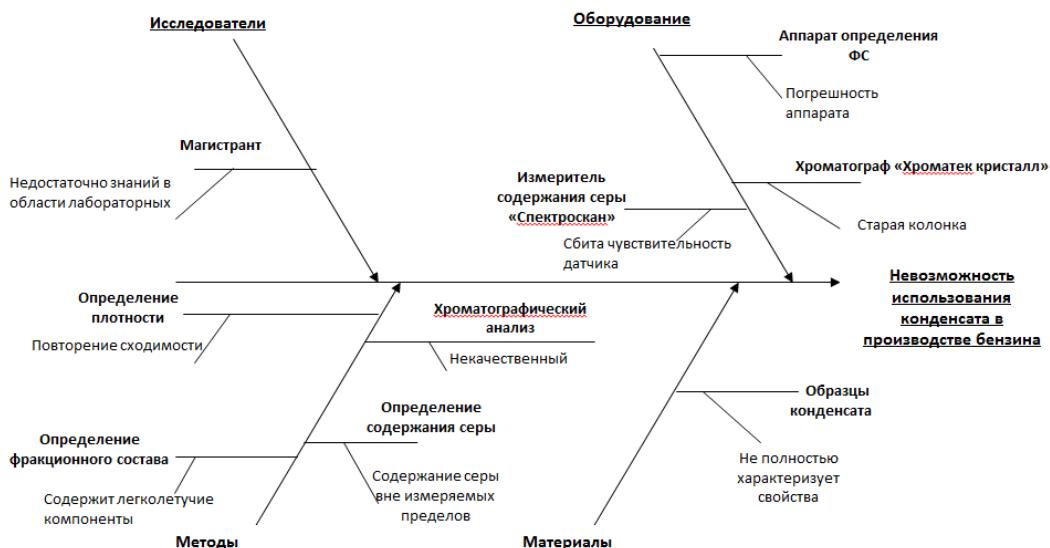 Исследователи
Оборудование
Аппарат определения
ФС
Погрешность
аппарата
Магистрант
Недостаточно знаний в
области лабораторных
Измеритель
содержания серы
«Спектроскан»
Сбита чувствительность
датчика
Хроматограф «Хроматек кристалл»
Старая колонка
Невозможность
использования
конденсата в
производстве бензина
Определение
плотности
Повторение сходимости
Хроматографический
анализ
Некачественный
Определение
содержания серы
Содержание серы
вне измеряемых
пределов
Определение
фракционного состава
Содержит легколетучие
компоненты
Образцы
конденсата
Не полностью
характеризует
свойства
Методы
Материалы